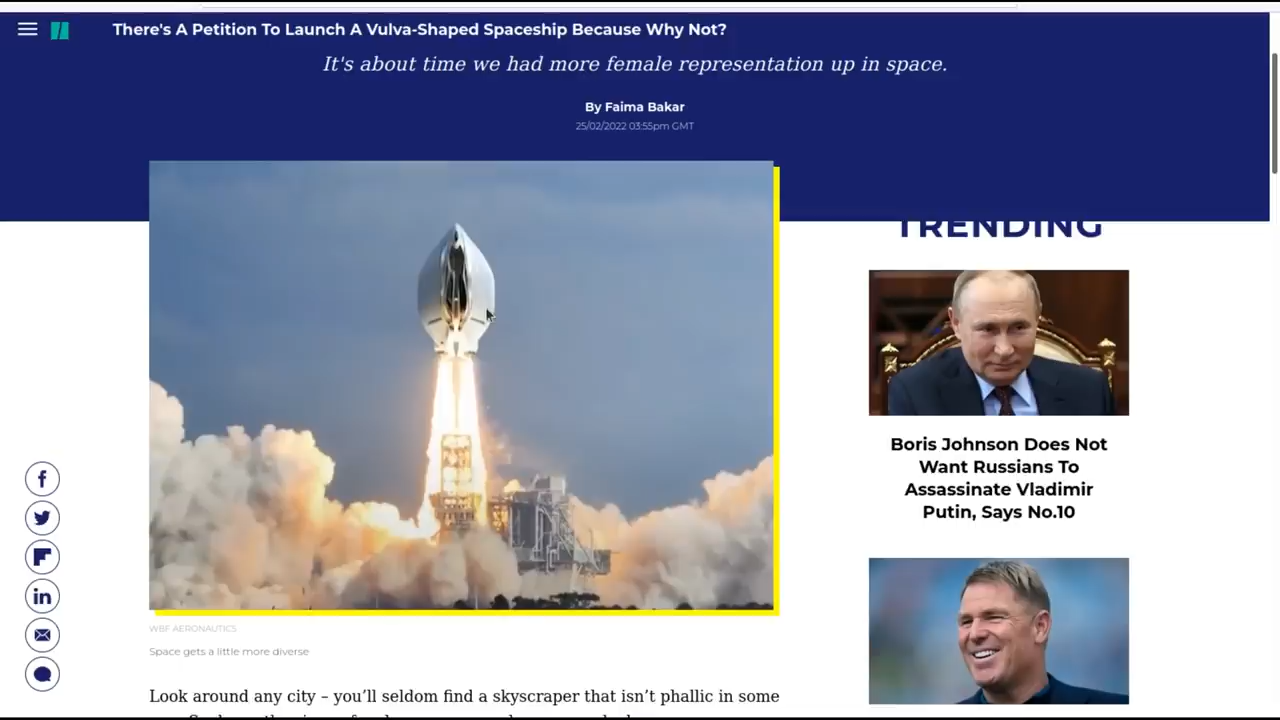 There's A Petition To Launch A Vulva-Shaped Spaceship Because Why Not?
It's about time we had more female representation up in space.
By Faima Bakar
25/02/2022 03:55pm GMT
TRENDING
Boris Johnson Does Not
Want Russians To
Assassinate Vladimir
Putin, Says No.10
WBF AERONAUTICS
Space gets a little more diverse
Look around any city – you’ll seldom find a skyscraper that isn’t phallic in some